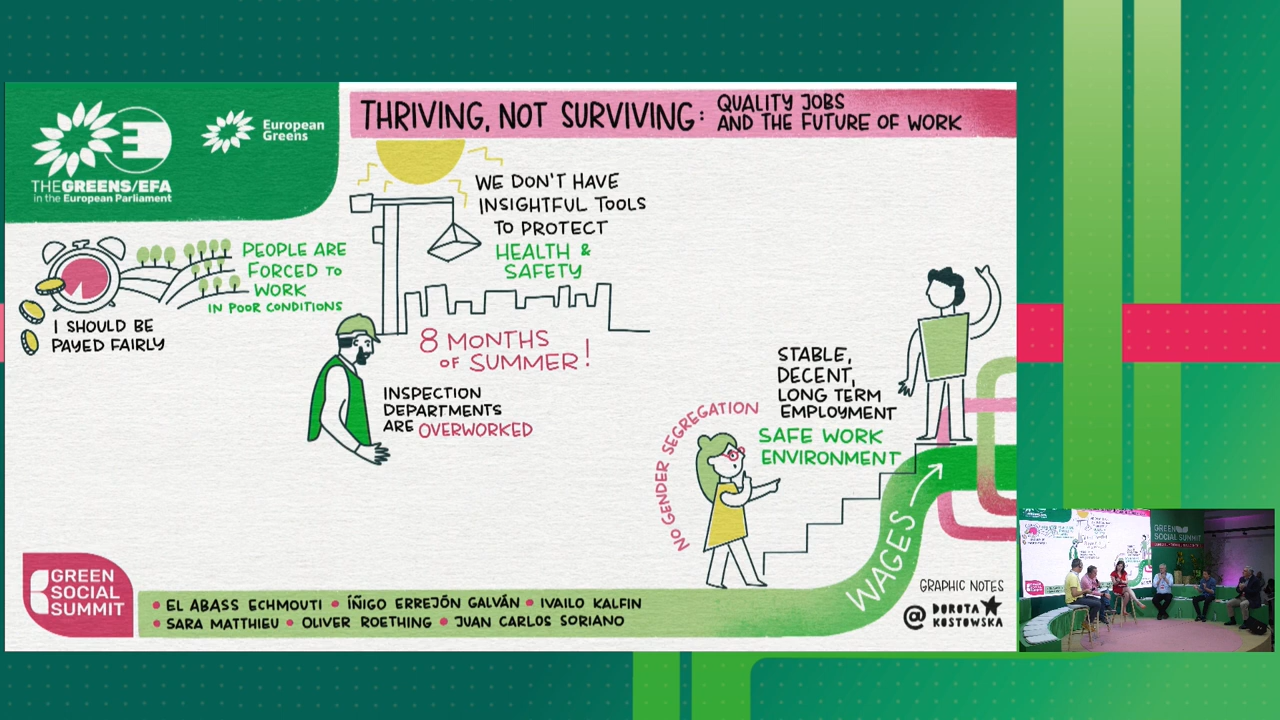 THE GREENS/EFA
in the European Parliament
European
Greens
THRIVING, NOT SURVIVING:
QUALITY JOBS
AND THE FUTURE OF WORK
WE DON'T HAVE
INSIGHTFUL TOOLS
TO PROTECT
HEALTH &
SAFETY
PEOPLE ARE
FORCED TO
WORK
IN POOR CONDITIONS
I SHOULD BE
PAYED FAIRLY
8 MONTHS
OF SUMMER!
INSPECTION
DEPARTMENTS
ARE OVERWORKED
NO GENDER SEGREGATION
STABLE,
DECENT,
LONG TERM
EMPLOYMENT
SAFE WORK
ENVIRONMENT
WAGES
GREEN
SOCIAL
SUMMIT
• EL ABASS ECHMOUTI • ÍÑIGO ERREJÓN GALVÁN • IVAILO KALFIN
• SARA MATTHIEU • OLIVER ROETHING • JUAN CARLOS SORIANO
GRAPHIC NOTES
@ DOROTA
KOSTOWSKA
GREEN
SOCIAL SUMMIT